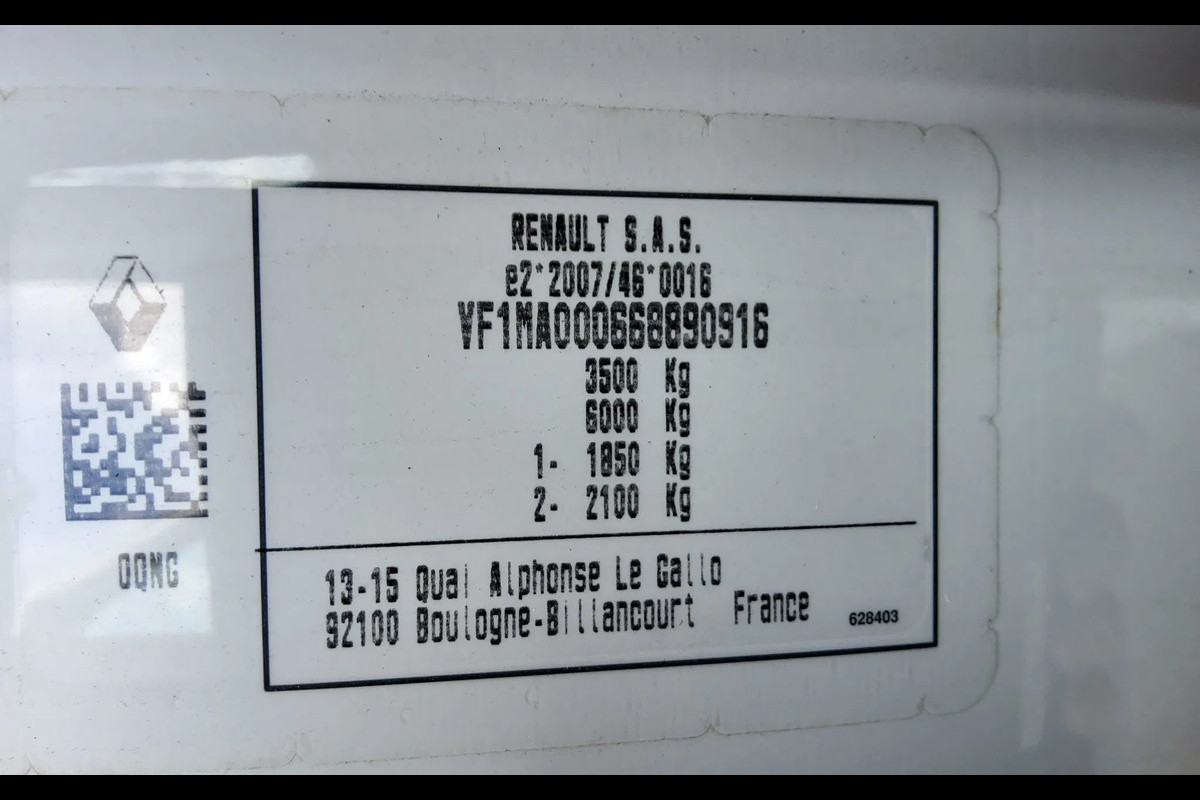 RENAULT S.A.S.
e2*2007/46*0016
VF1MA000668890916
3500 Kg
6000 Kg
1- 1850 Kg
2- 2100 Kg
13-15 Quai Alphonse Le Gallo
92100 Boulogne-Billancourt France
628403
0QNG